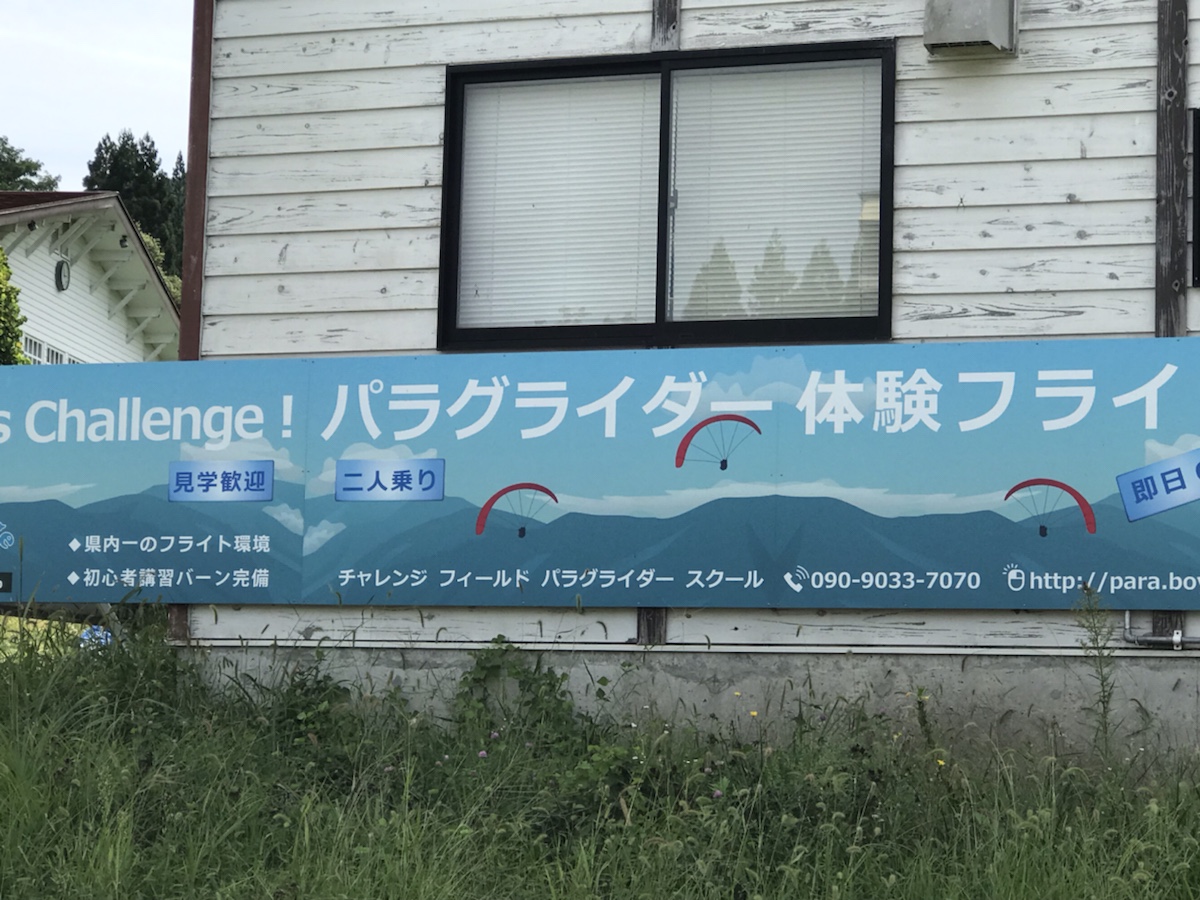 s Challenge! パラグライダー 体験フライ
見学歓迎
二人乗り
即日
◆県内一のフライト環境
◆初心者講習バーン完備
チャレンジ フィールド パラグライダー スクール 090-9033-7070 http://para.bov